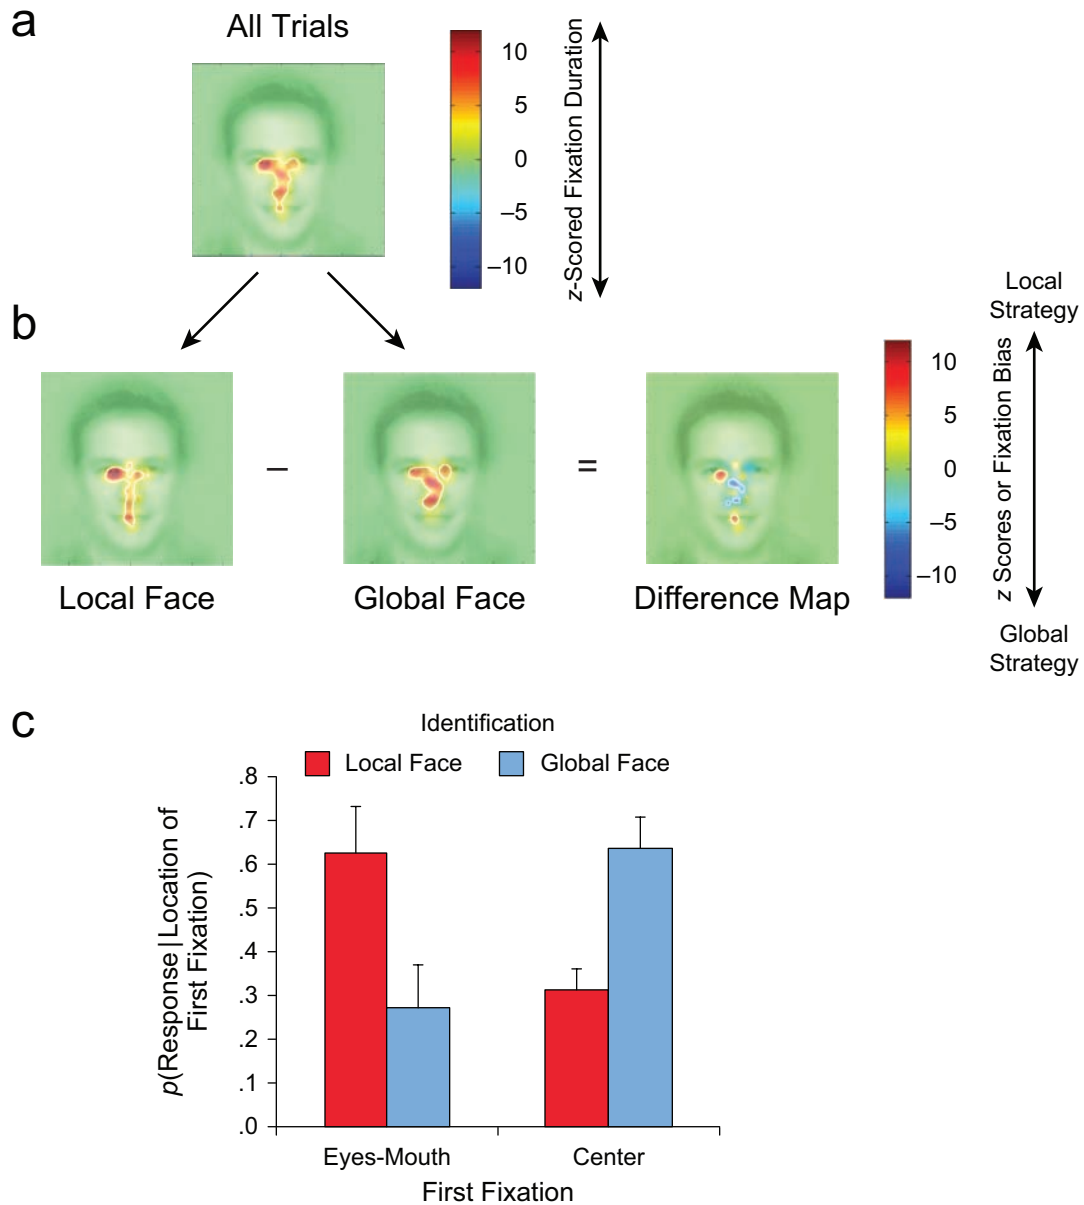 a
All Trials
10
5
0
–5
–10
z-Scored Fixation Duration
b
Local Face
–
Global Face
=
Difference Map
10
5
0
–5
–10
z Scores or Fixation Bias
Local
Strategy
Global
Strategy
c
Identification
Local Face
Global Face
p(Response|Location of
First Fixation)
.8
.7
.6
.5
.4
.3
.2
.1
.0
Eyes-Mouth
Center
First Fixation